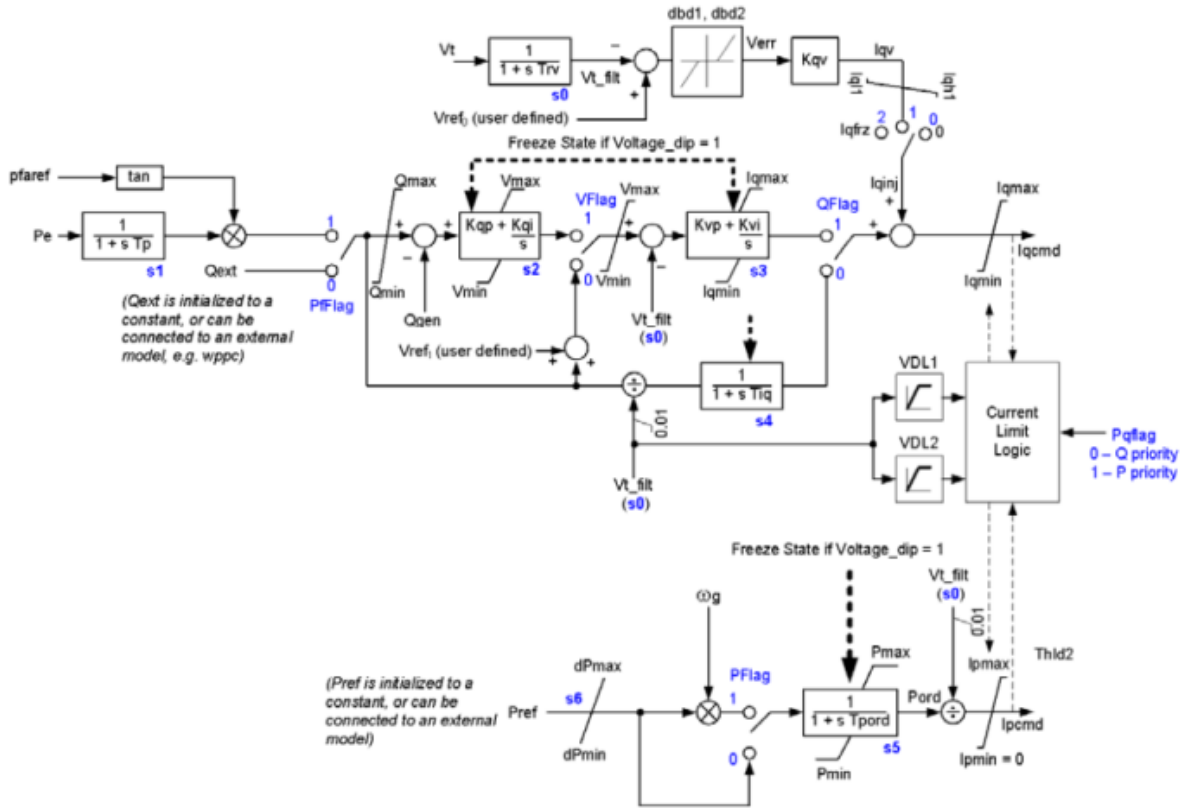 dbd1, dbd2
Vt
1
1 + s Trv
s0
Vt_filt
–
+
Verr
Kqv
Iqv
Iql1
Iqh1
Vref₀ (user defined)
Iqfrz
2
1
0
0
Freeze State if Voltage_dip = 1
pfaref
tan
Qmax
Vmax
VFlag
1
Vmax
Iqmax
QFlag
Iqinj
+
Iqmax
Pe
1
1 + s Tp
s1
1
+
–
+
Kqp + Kqi
s
s2
+
–
Kvp + Kvi
s
s3
1
+
Iqcmd
Qext
0
PfFlag
Qmin
Vmin
0
Vmin
Iqmin
0
Iqmin
(Qext is initialized to a
constant, or can be
connected to an external
model, e.g. wppc)
Qgen
Vt_filt
(s0)
Vref₁ (user defined)
+
+
÷
1
1 + s Tiq
s4
0.01
VDL1
VDL2
Current
Limit
Logic
Pqflag
0 – Q priority
1 – P priority
Vt_filt
(s0)
Freeze State if Voltage_dip = 1
Vt_filt
(s0)
ωg
0.01
Thld2
(Pref is initialized to a
constant, or can be
connected to an external
model)
dPmax
s6
Pref
dPmin
PFlag
1
0
Pmax
1
1 + s Tpord
s5
Pmin
Pord
÷
Ipmax
Ipcmd
Ipmin = 0